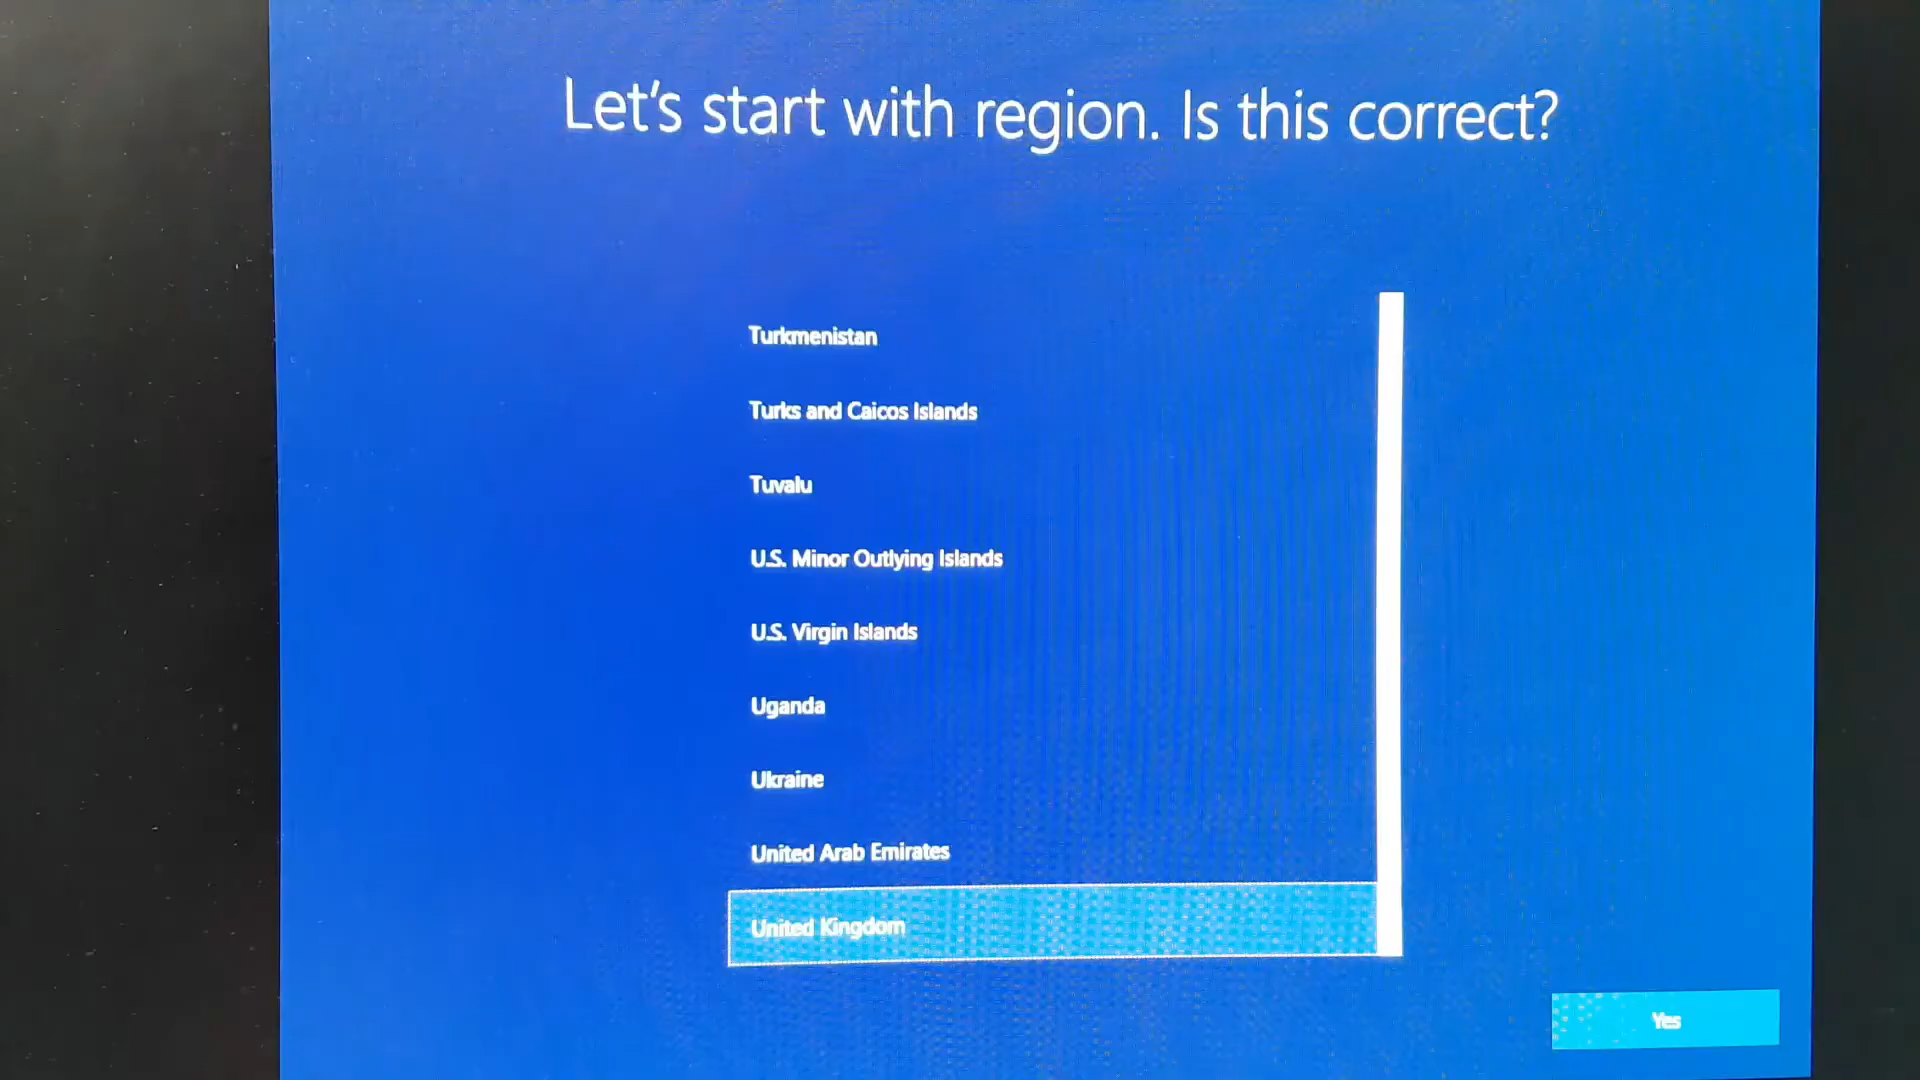 Let's start with region. Is this correct?
Turkmenistan
Turks and Caicos Islands
Tuvalu
U.S. Minor Outlying Islands
U.S. Virgin Islands
Uganda
Ukraine
United Arab Emirates
United Kingdom
Yes